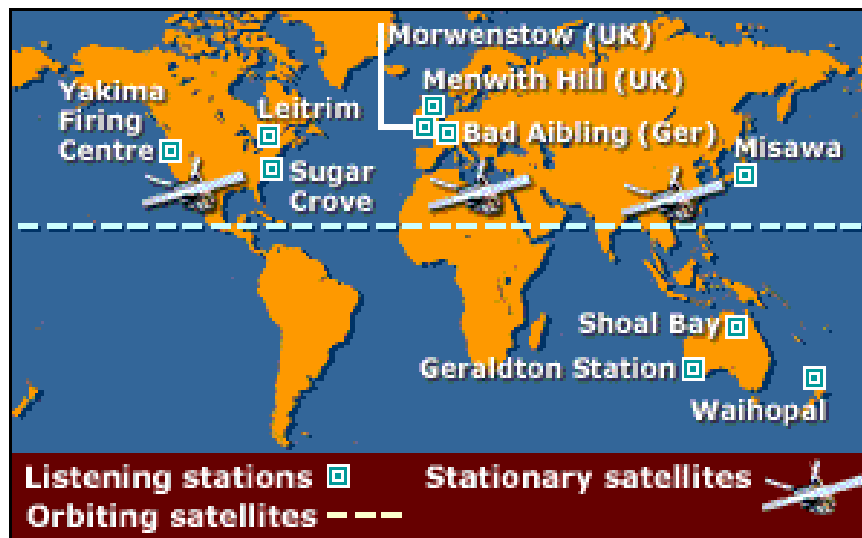 Morwenstow (UK)
Menwith Hill (UK)
Yakima
Firing
Centre
Leitrim
Bad Aibling (Ger)
Misawa
Sugar
Crove
Shoal Bay
Geraldton Station
Waihopal
Listening stations
Stationary satellites
Orbiting satellites